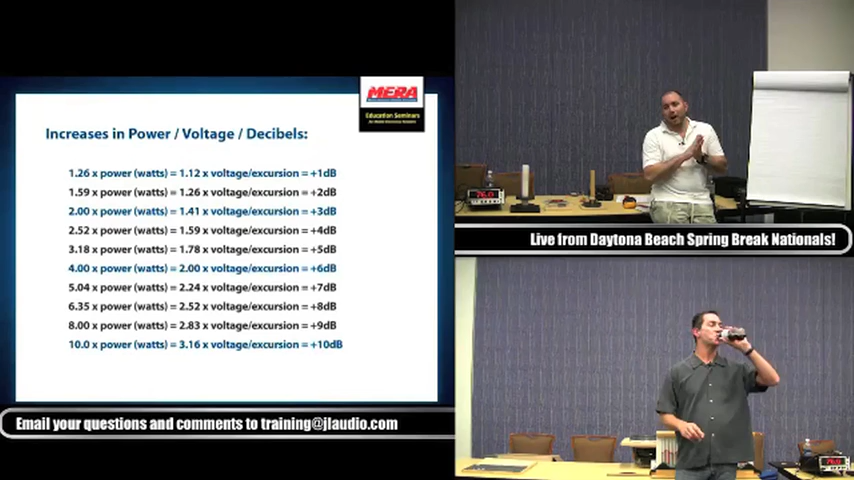 MERA
Education Seminars
Increases in Power / Voltage / Decibels:
1.26 x power (watts) = 1.12 x voltage/excursion = +1dB
1.59 x power (watts) = 1.26 x voltage/excursion = +2dB
2.00 x power (watts) = 1.41 x voltage/excursion = +3dB
2.52 x power (watts) = 1.59 x voltage/excursion = +4dB
3.18 x power (watts) = 1.78 x voltage/excursion = +5dB
4.00 x power (watts) = 2.00 x voltage/excursion = +6dB
5.04 x power (watts) = 2.24 x voltage/excursion = +7dB
6.35 x power (watts) = 2.52 x voltage/excursion = +8dB
8.00 x power (watts) = 2.83 x voltage/excursion = +9dB
10.0 x power (watts) = 3.16 x voltage/excursion = +10dB
Email your questions and comments to training@jlaudio.com
Live from Daytona Beach Spring Break Nationals!